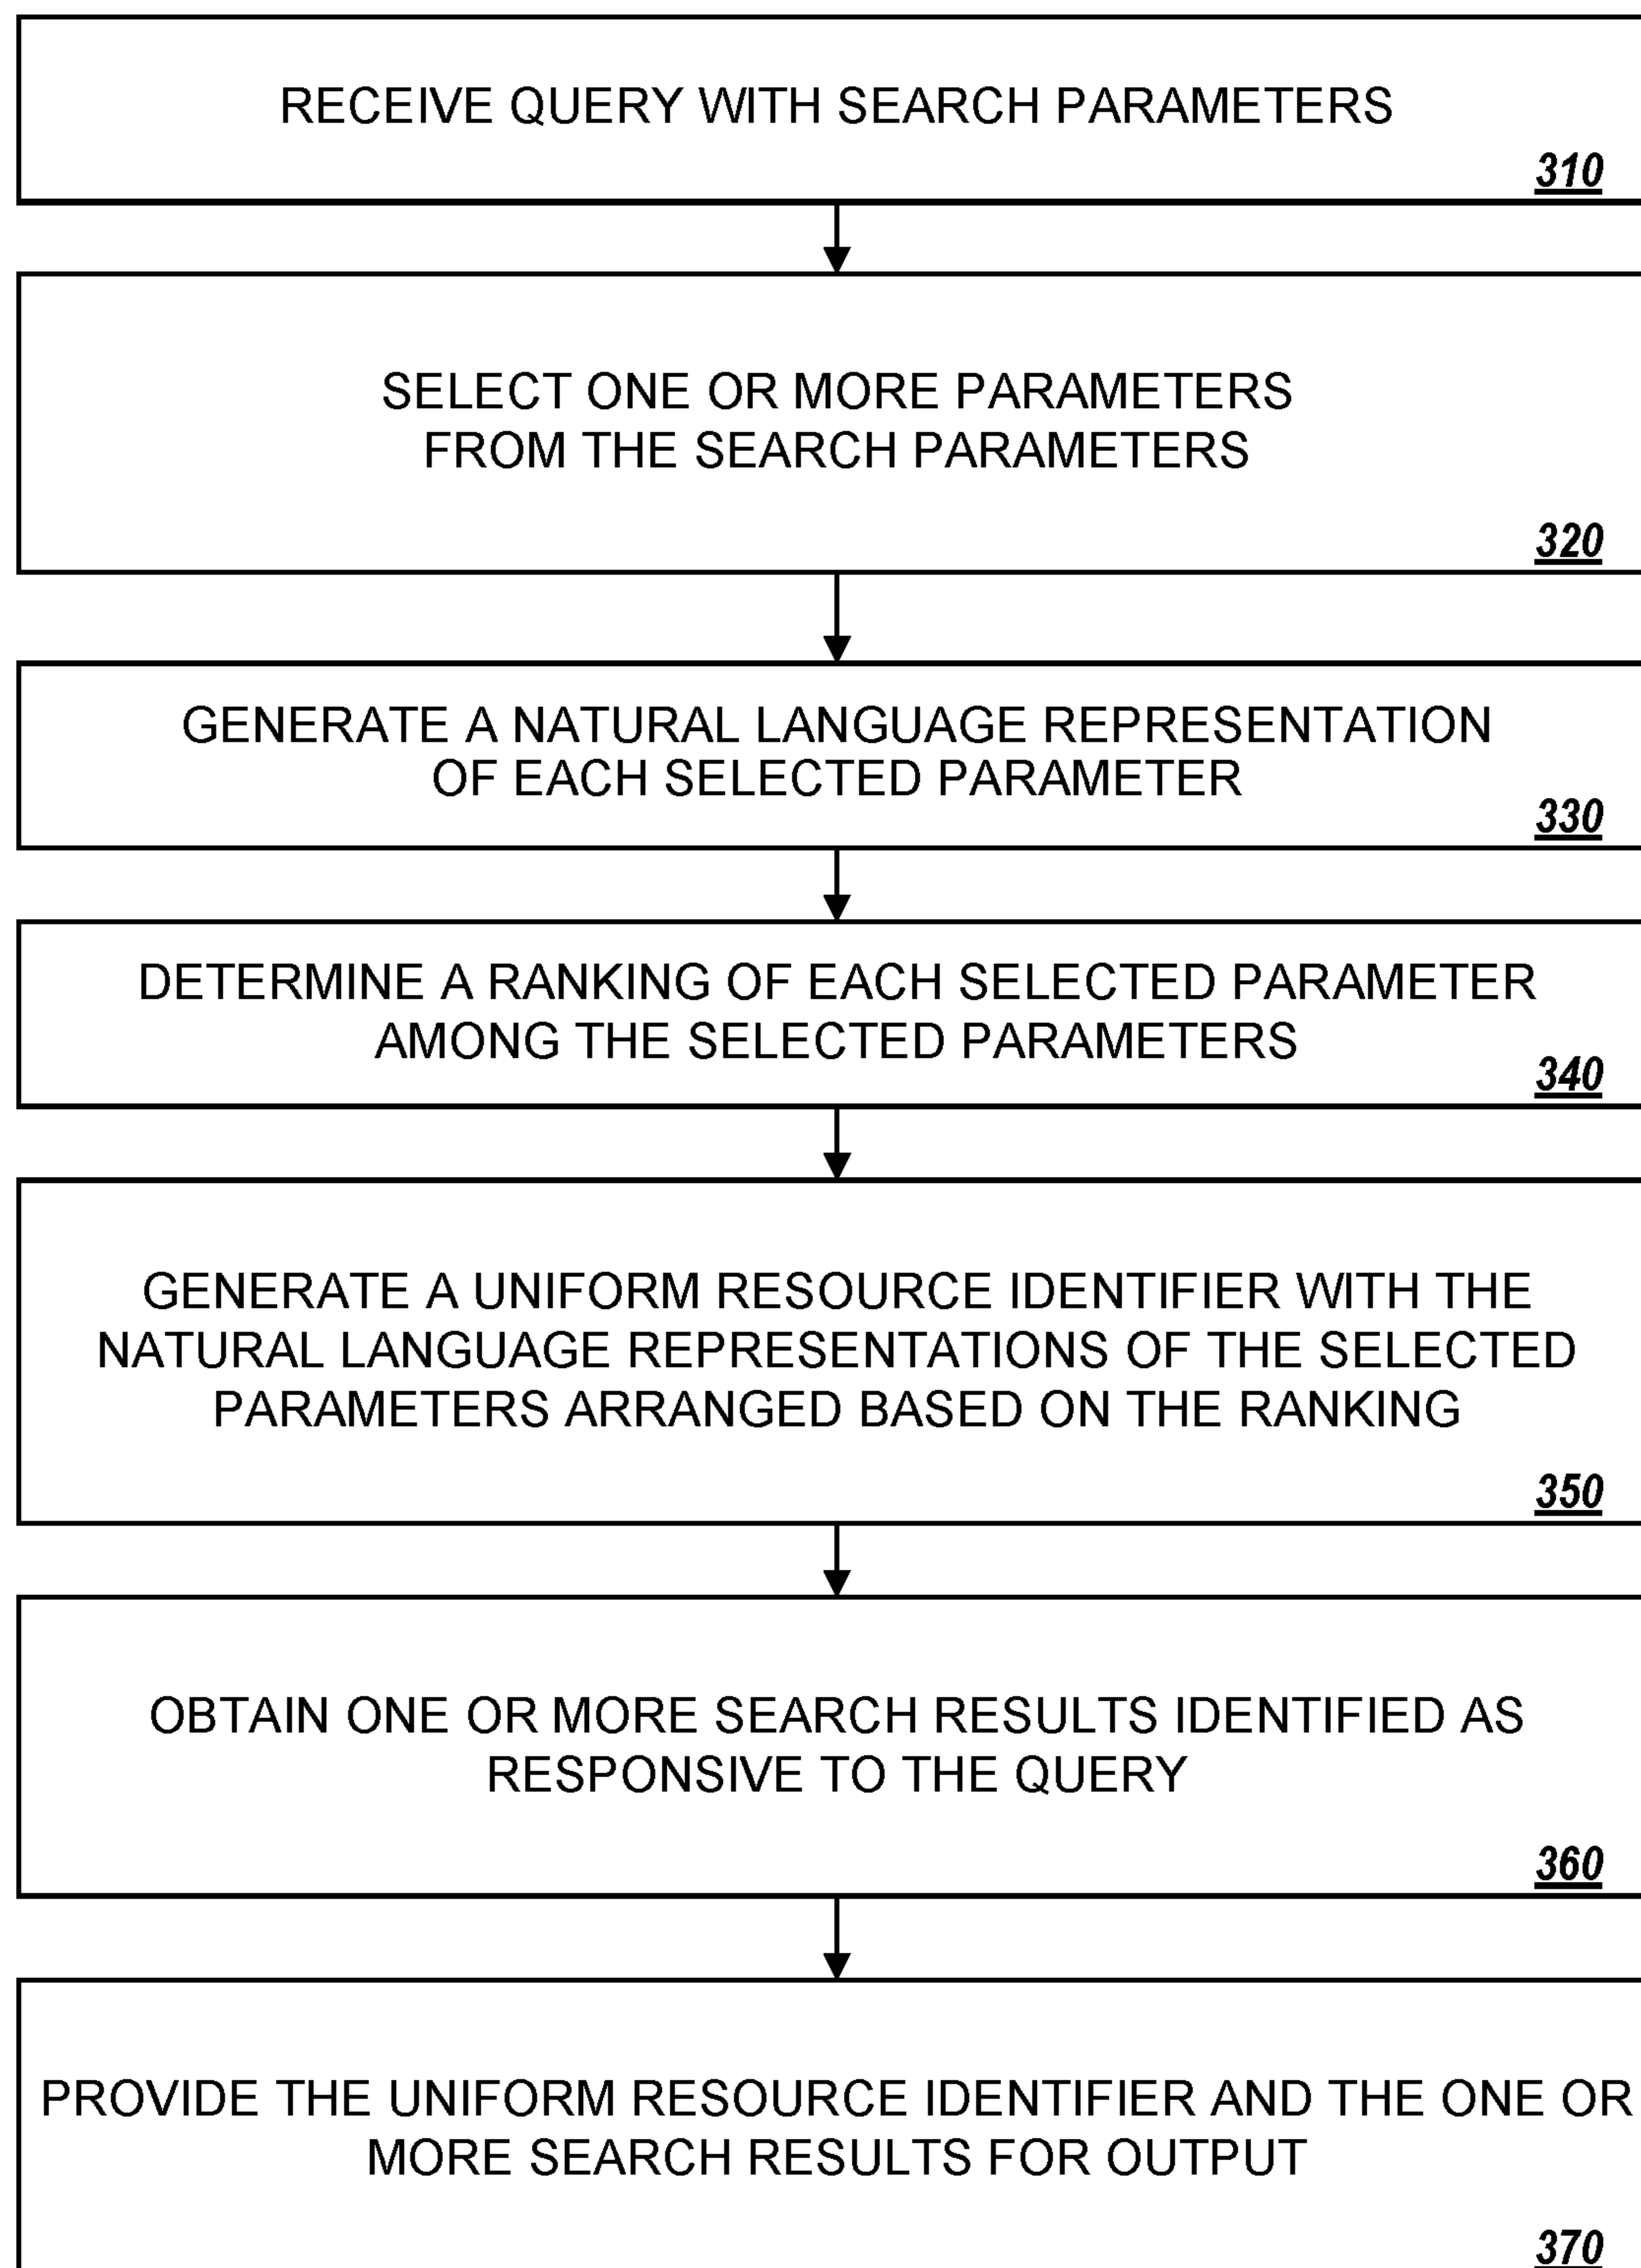 RECEIVE QUERY WITH SEARCH PARAMETERS
310
SELECT ONE OR MORE PARAMETERS
FROM THE SEARCH PARAMETERS
320
GENERATE A NATURAL LANGUAGE REPRESENTATION
OF EACH SELECTED PARAMETER
330
DETERMINE A RANKING OF EACH SELECTED PARAMETER
AMONG THE SELECTED PARAMETERS
340
GENERATE A UNIFORM RESOURCE IDENTIFIER WITH THE
NATURAL LANGUAGE REPRESENTATIONS OF THE SELECTED
PARAMETERS ARRANGED BASED ON THE RANKING
350
OBTAIN ONE OR MORE SEARCH RESULTS IDENTIFIED AS
RESPONSIVE TO THE QUERY
360
PROVIDE THE UNIFORM RESOURCE IDENTIFIER AND THE ONE OR
MORE SEARCH RESULTS FOR OUTPUT
370